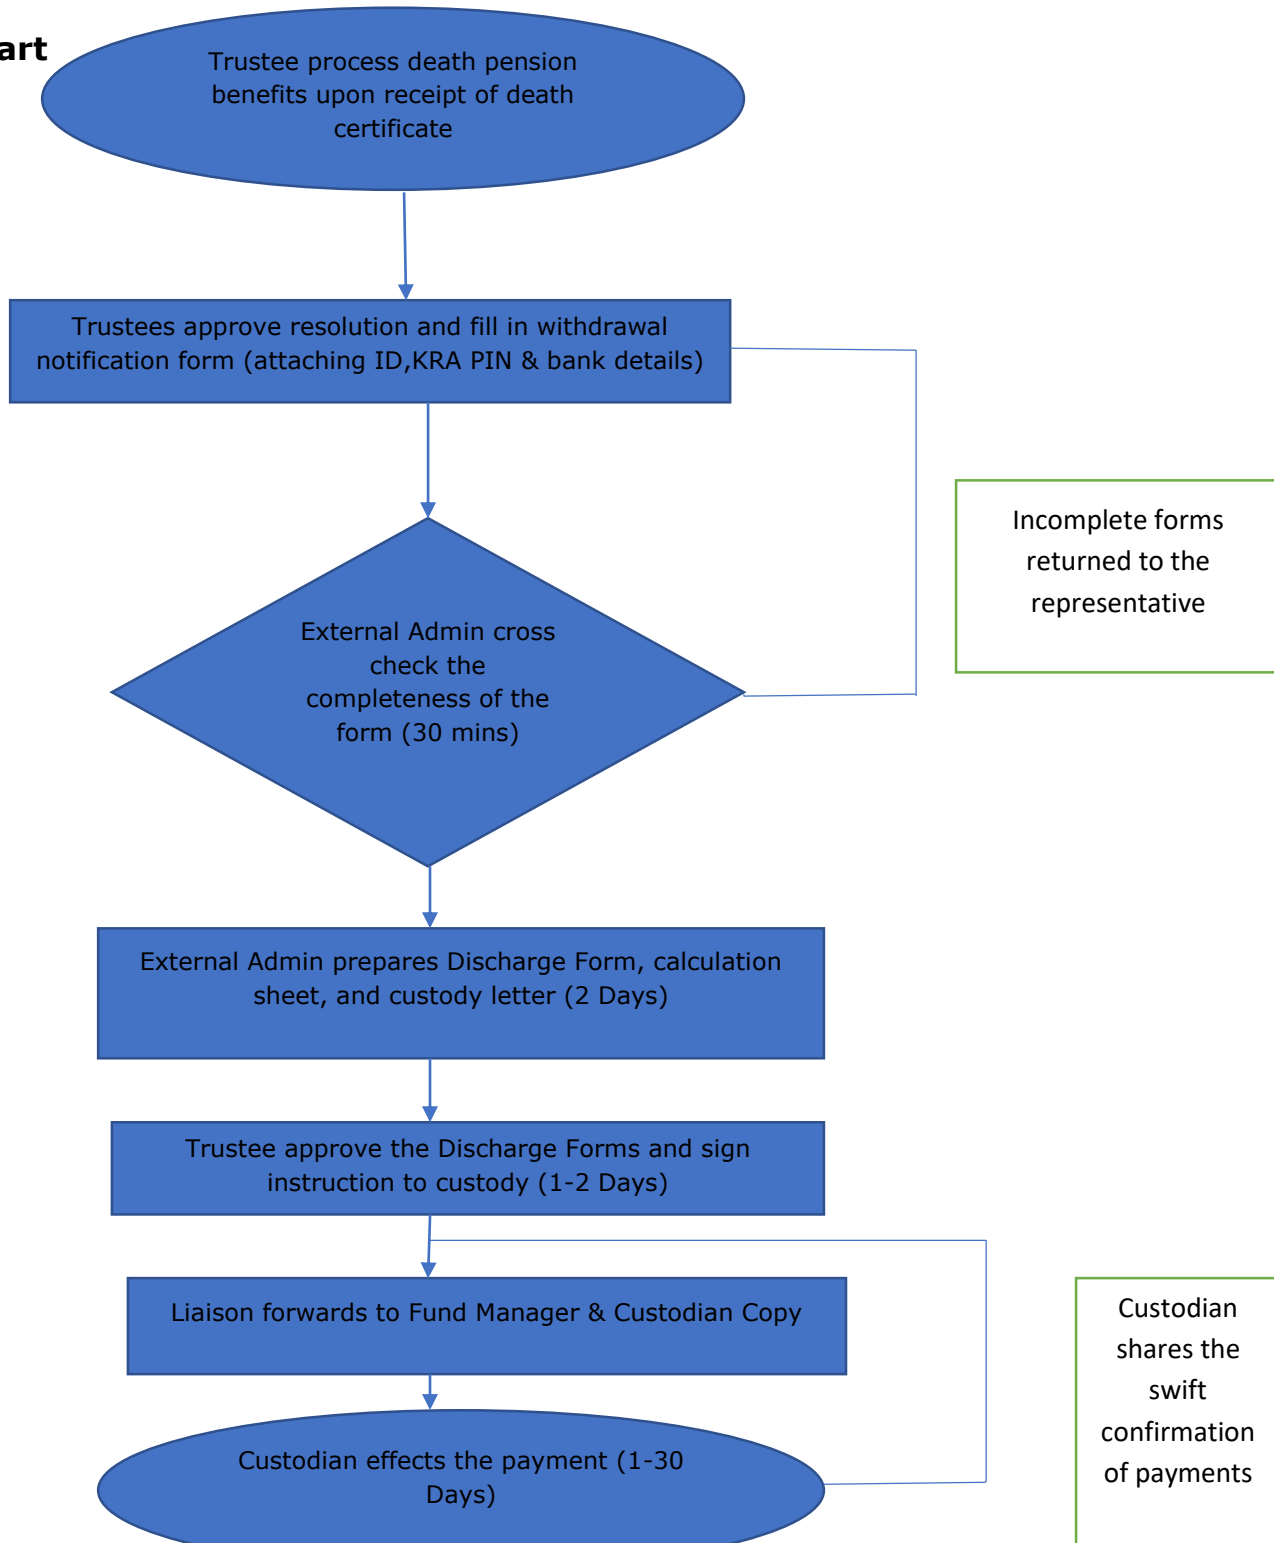 art
Trustee process death pension
benefits upon receipt of death
certificate
Trustees approve resolution and fill in withdrawal
notification form (attaching ID,KRA PIN & bank details)
Incomplete forms
returned to the
representative
External Admin cross
check the
completeness of the
form (30 mins)
External Admin prepares Discharge Form, calculation
sheet, and custody letter (2 Days)
Trustee approve the Discharge Forms and sign
instruction to custody (1-2 Days)
Liaison forwards to Fund Manager & Custodian Copy
Custodian
shares the
swift
confirmation
of payments
Custodian effects the payment (1-30
Days)